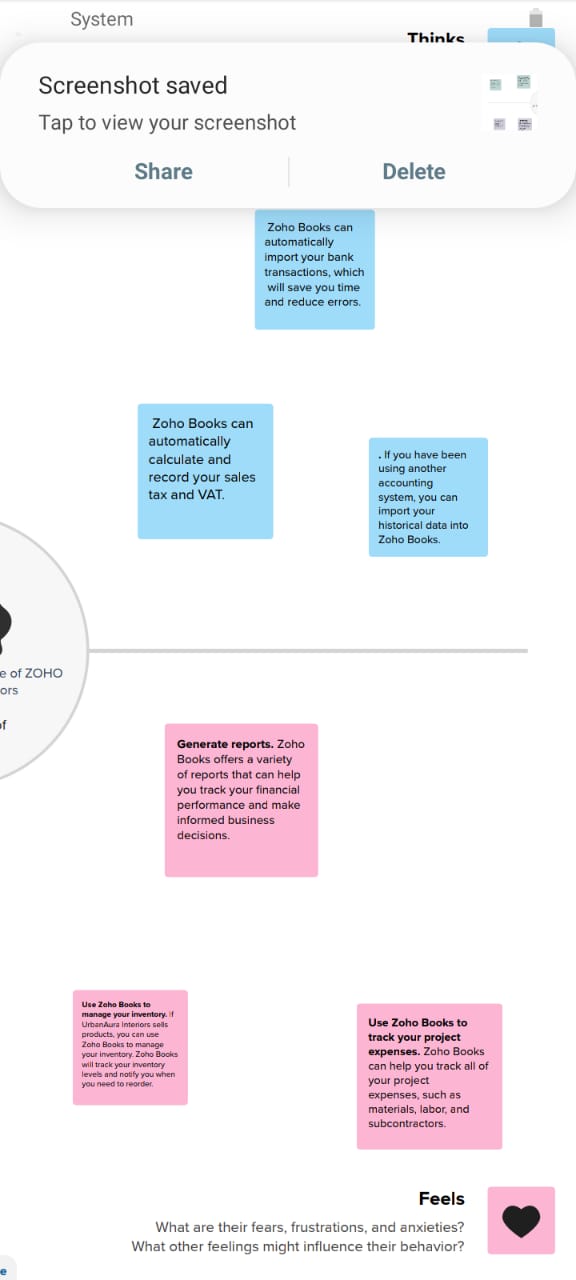 System
Thinks
Screenshot saved
Tap to view your screenshot
Share
Delete
Zoho Books can
automatically
import your bank
transactions, which
will save you time
and reduce errors.
Zoho Books can
automatically
calculate and
record your sales
tax and VAT.
. If you have been
using another
accounting
system, you can
import your
historical data into
Zoho Books.
e of ZOHO
ors
of
Generate reports. Zoho
Books offers a variety
of reports that can help
you track your financial
performance and make
informed business
decisions.
Use Zoho Books to
manage your inventory. If
UrbanAura Interiors sells
products, you can use
Zoho Books to manage
your inventory. Zoho Books
will track your inventory
levels and notify you when
you need to reorder.
Use Zoho Books to
track your project
expenses. Zoho Books
can help you track all of
your project
expenses, such as
materials, labor, and
subcontractors.
Feels
What are their fears, frustrations, and anxieties?
What other feelings might influence their behavior?
e